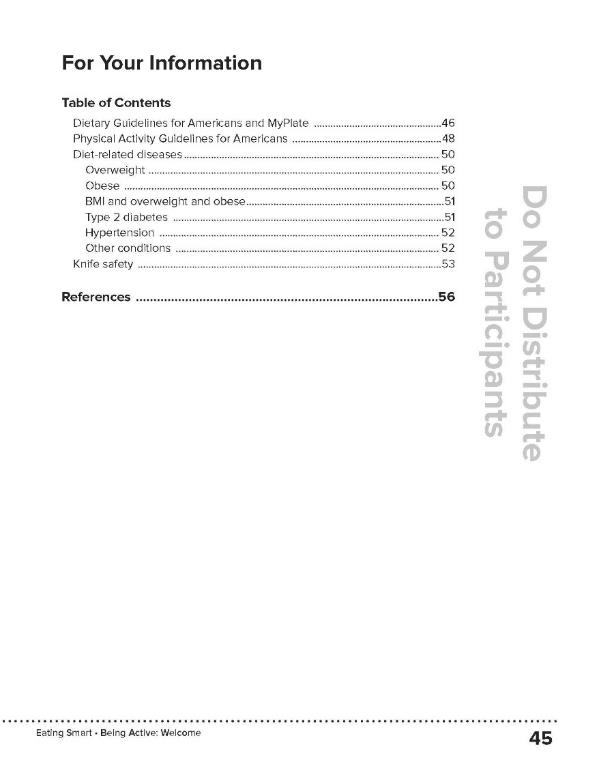 For Your Information
Table of Contents
Dietary Guidelines for Americans and MyPlate ................................................46
Physical Activity Guidelines for Americans ........................................................48
Diet-related diseases................................................................................................50
Overweight .............................................................................................................50
Obese ......................................................................................................................50
BMI and overweight and obese..........................................................................51
Type 2 diabetes ....................................................................................................51
Hypertension .........................................................................................................52
Other conditions ...................................................................................................52
Knife safety ..................................................................................................................53
References ......................................................................................56
Do Not Distribute
to Participants
Eating Smart • Being Active: Welcome
45